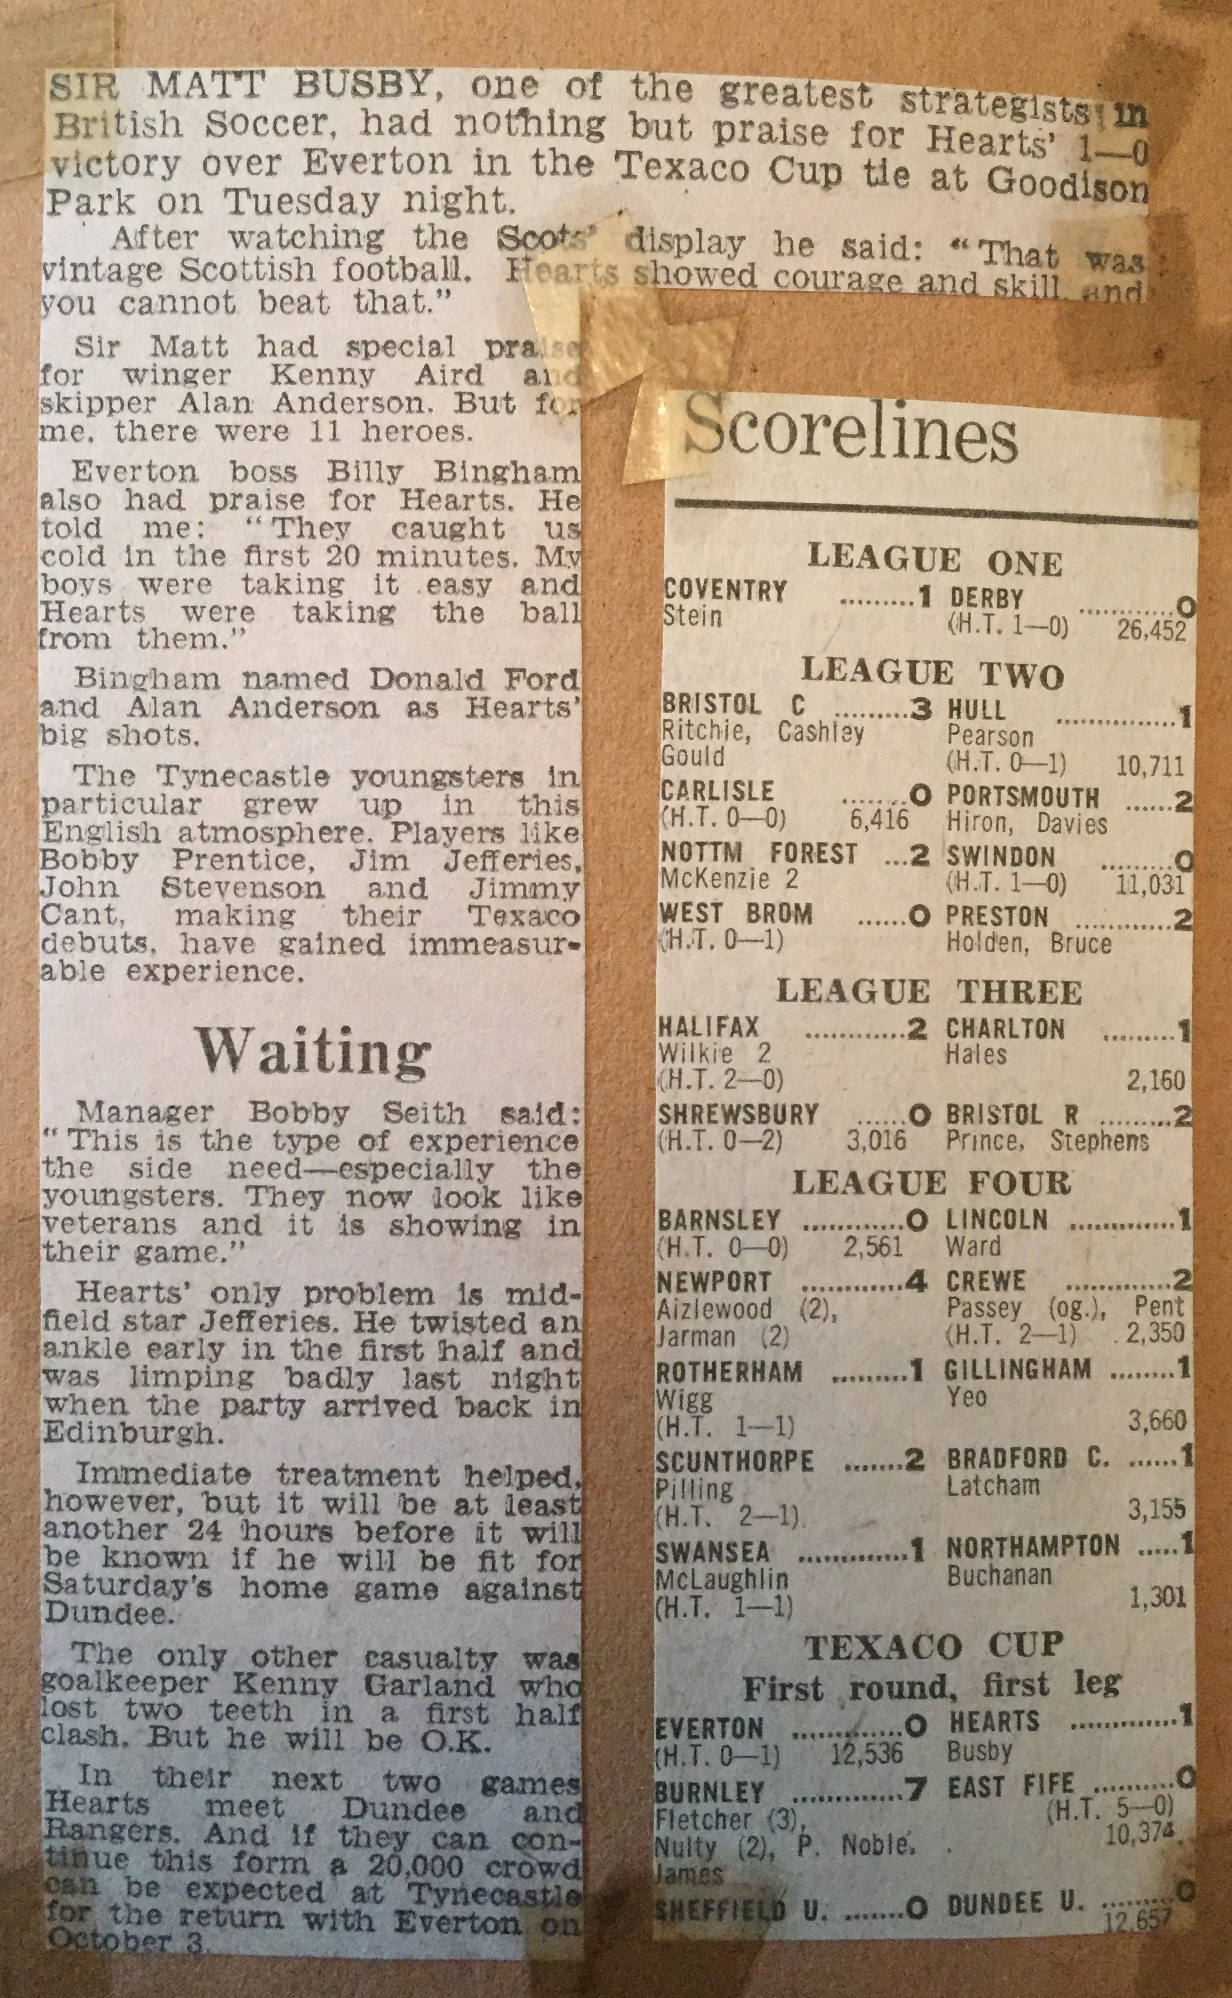 SIR MATT BUSBY, one of the greatest strategists in
British Soccer, had nothing but praise for Hearts' 1—0
victory over Everton in the Texaco Cup tie at Goodison
Park on Tuesday night.
After watching the Scots' display he said: "That was
vintage Scottish football. Hearts showed courage and skill and
you cannot beat that."
Sir Matt had special praise
for winger Kenny Aird and
skipper Alan Anderson. But for
me, there were 11 heroes.
Everton boss Billy Bingham
also had praise for Hearts. He
told me: "They caught us
cold in the first 20 minutes. My
boys were taking it easy and
Hearts were taking the ball
from them."
Bingham named Donald Ford
and Alan Anderson as Hearts'
big shots.
The Tynecastle youngsters in
particular grew up in this
English atmosphere. Players like
Bobby Prentice, Jim Jefferies,
John Stevenson and Jimmy
Cant, making their Texaco
debuts, have gained immeasur-
able experience.
Waiting
Manager Bobby Seith said:
"This is the type of experience
the side need—especially the
youngsters. They now look like
veterans and it is showing in
their game."
Hearts' only problem is mid-
field star Jefferies. He twisted an
ankle early in the first half and
was limping badly last night
when the party arrived back in
Edinburgh.
Immediate treatment helped,
however, but it will be at least
another 24 hours before it will
be known if he will be fit for
Saturday's home game against
Dundee.
The only other casualty was
goalkeeper Kenny Garland who
lost two teeth in a first half
clash. But he will be O.K.
In their next two games
Hearts meet Dundee and
Rangers. And if they can con-
tinue this form a 20,000 crowd
can be expected at Tynecastle
for the return with Everton on
October 3.
Scorelines
LEAGUE ONE
COVENTRY .........1 DERBY ...........0
Stein (H.T. 1—0) 26,452
LEAGUE TWO
BRISTOL C .........3 HULL ...............1
Ritchie, Cashley Pearson
Gould (H.T. 0—1) 10,711
CARLISLE .......0 PORTSMOUTH ......2
(H.T. 0—0) 6,416 Hiron, Davies
NOTTM FOREST ...2 SWINDON .........0
McKenzie 2 (H.T. 1—0) 11,031
WEST BROM ......0 PRESTON ............2
(H.T. 0—1) Holden, Bruce
LEAGUE THREE
HALIFAX ............2 CHARLTON .........1
Wilkie 2 Hales
(H.T. 2—0) 2,160
SHREWSBURY ......0 BRISTOL R .........2
(H.T. 0—2) 3,016 Prince, Stephens
LEAGUE FOUR
BARNSLEY ............0 LINCOLN ............1
(H.T. 0—0) 2,561 Ward
NEWPORT ............4 CREWE ............2
Aizlewood (2), Passey (og.), Pent
Jarman (2) (H.T. 2—1) 2,350
ROTHERHAM .........1 GILLINGHAM ........1
Wigg Yeo
(H.T. 1—1) 3,660
SCUNTHORPE .......2 BRADFORD C. ......1
Pilling Latcham
(H.T. 2—1) 3,155
SWANSEA .............1 NORTHAMPTON .....1
McLaughlin Buchanan
(H.T. 1—1) 1,301
TEXACO CUP
First round, first leg
EVERTON ............0 HEARTS ............1
(H.T. 0—1) 12,536 Busby
BURNLEY ............7 EAST FIFE .........0
Fletcher (3), (H.T. 5—0)
Nulty (2), P. Noble, 10,374
James
SHEFFIELD U. .......0 DUNDEE U. .......0
12,657